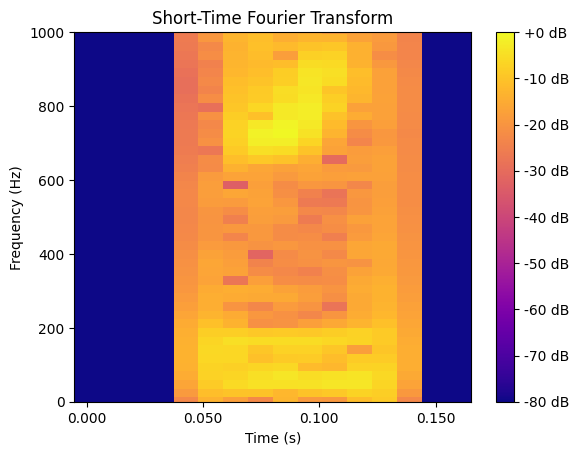 Short-Time Fourier Transform
1000
800
600
400
200
0
Frequency (Hz)
0.000
0.050
0.100
0.150
Time (s)
+0 dB
-10 dB
-20 dB
-30 dB
-40 dB
-50 dB
-60 dB
-70 dB
-80 dB